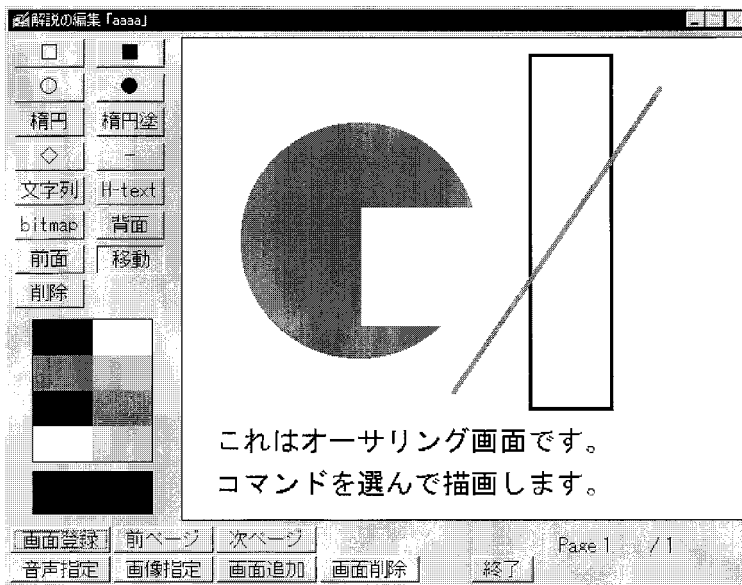 解説の編集「aaaa」
□ ■
○ ●
楕円 楕円塗
◇ −
文字列 H-text
bitmap 背面
前面 移動
削除
これはオーサリング画面です。
コマンドを選んで描画します。
画面登録 前ページ 次ページ Page 1 / 1
音声指定 画像指定 画面追加 画面削除 終了